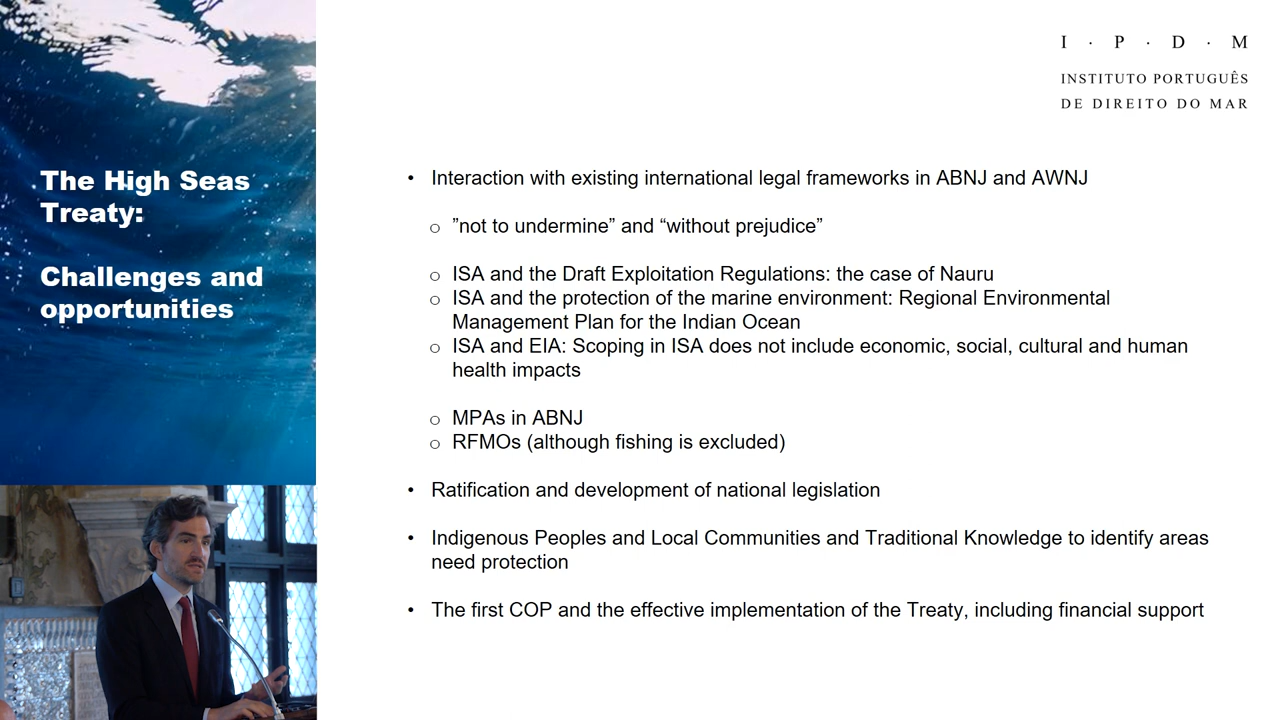 The High Seas
Treaty:
Challenges and
opportunities
I · P · D · M
INSTITUTO PORTUGUÊS
DE DIREITO DO MAR
• Interaction with existing international legal frameworks in ABNJ and AWNJ
o ”not to undermine” and “without prejudice”
o ISA and the Draft Exploitation Regulations: the case of Nauru
o ISA and the protection of the marine environment: Regional Environmental
Management Plan for the Indian Ocean
o ISA and EIA: Scoping in ISA does not include economic, social, cultural and human
health impacts
o MPAs in ABNJ
o RFMOs (although fishing is excluded)
• Ratification and development of national legislation
• Indigenous Peoples and Local Communities and Traditional Knowledge to identify areas
need protection
• The first COP and the effective implementation of the Treaty, including financial support